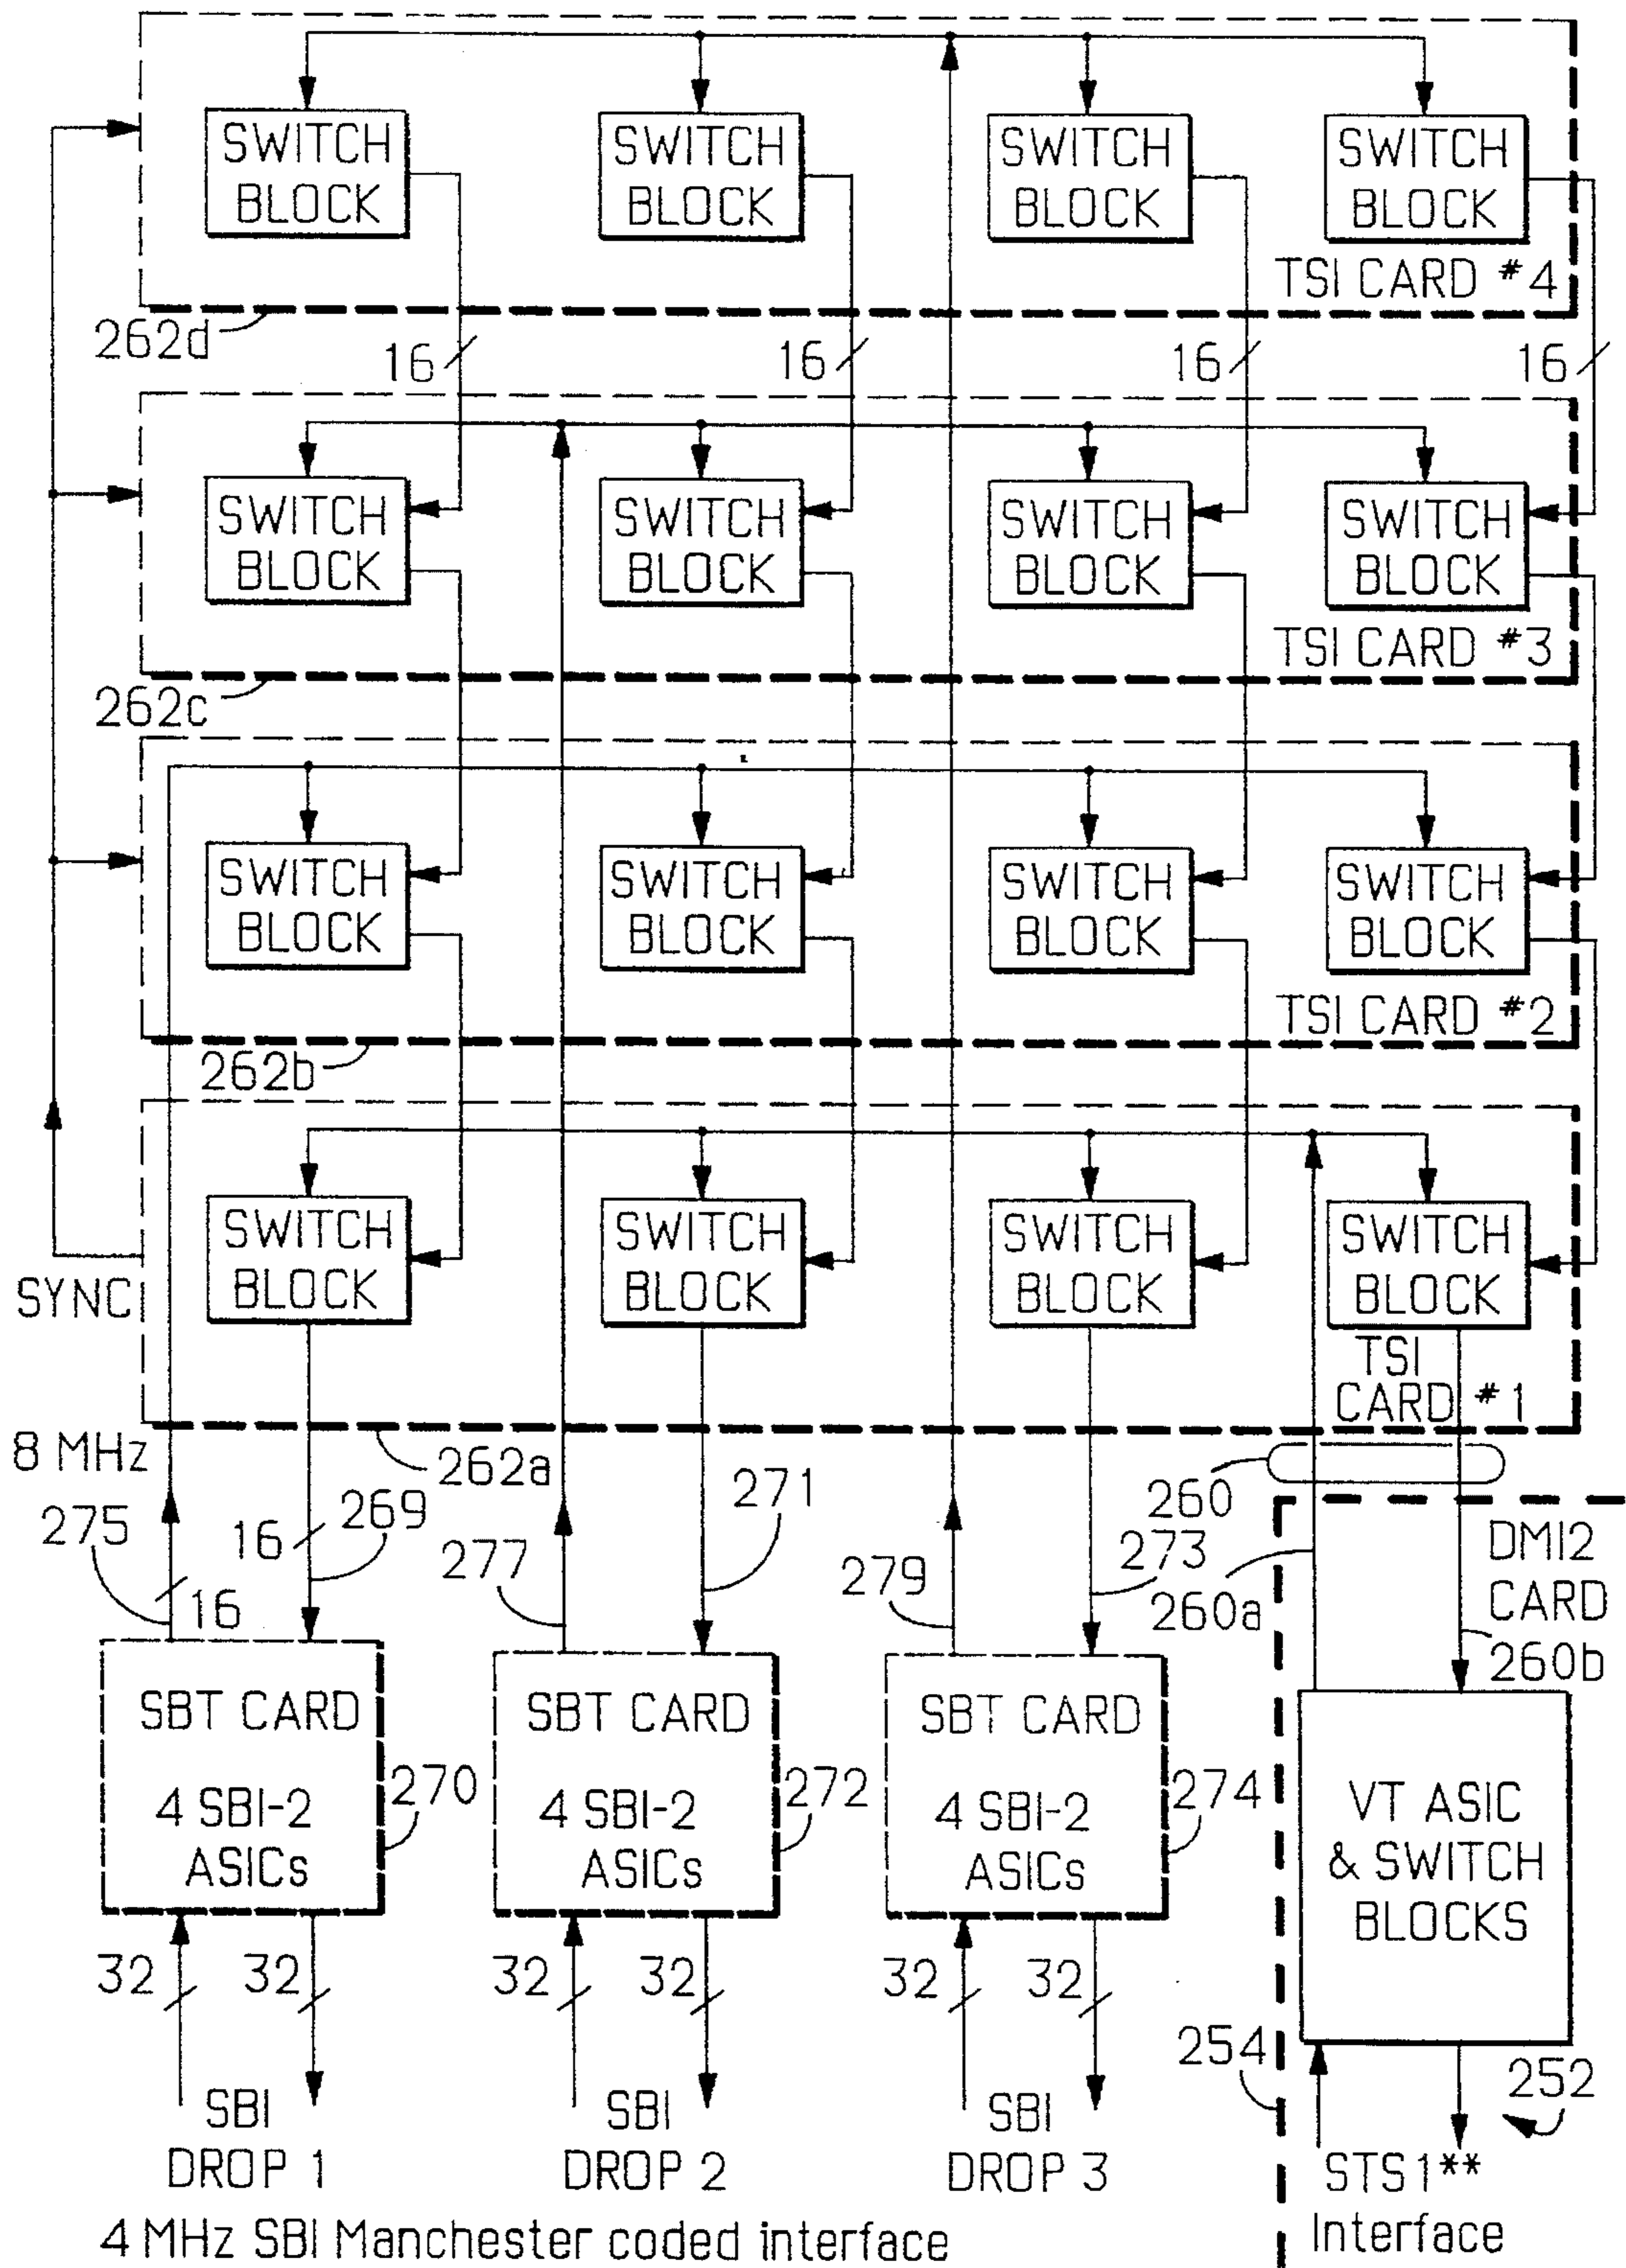 SWITCH BLOCK
SWITCH BLOCK
SWITCH BLOCK
SWITCH BLOCK
TSI CARD #4
262d
16
16
16
16
SWITCH BLOCK
SWITCH BLOCK
SWITCH BLOCK
SWITCH BLOCK
TSI CARD #3
262c
SWITCH BLOCK
SWITCH BLOCK
SWITCH BLOCK
SWITCH BLOCK
TSI CARD #2
262b
SWITCH BLOCK
SWITCH BLOCK
SWITCH BLOCK
SWITCH BLOCK
SYNC
TSI
CARD #1
8 MHz
262a
260
275
16
269
277
271
279
273
260a
DMI2
CARD
260b
16
SBT CARD
4 SBI-2
ASICs
270
SBT CARD
4 SBI-2
ASICs
272
SBT CARD
4 SBI-2
ASICs
274
VT ASIC
& SWITCH
BLOCKS
32
32
32
32
32
32
254
252
SBI
DROP 1
SBI
DROP 2
SBI
DROP 3
STS1**
Interface
4 MHz SBI Manchester coded interface